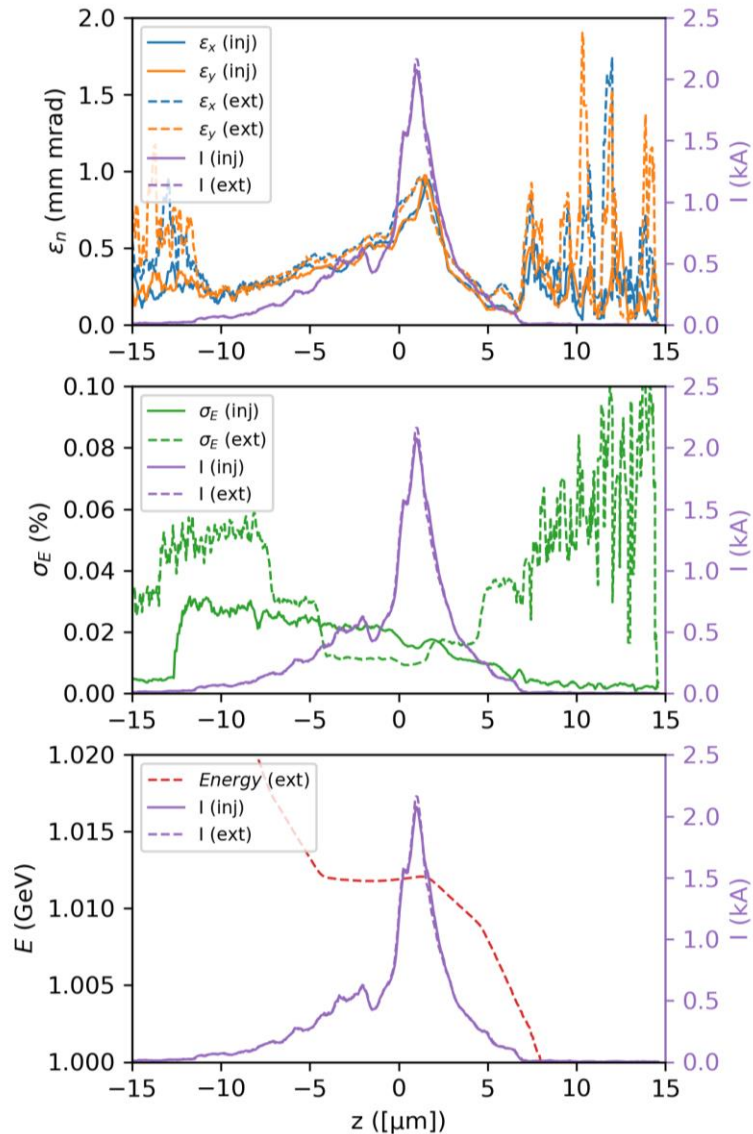 2.0
1.5
1.0
0.5
0.0
εₙ (mm mrad)
εₓ (inj)
ε_y (inj)
εₓ (ext)
ε_y (ext)
I (inj)
I (ext)
2.5
2.0
1.5
1.0
0.5
0.0
I (kA)
−15 −10 −5 0 5 10 15
0.10
0.08
0.06
0.04
0.02
0.00
σ_E (%)
σ_E (inj)
σ_E (ext)
I (inj)
I (ext)
2.5
2.0
1.5
1.0
0.5
0.0
I (kA)
−15 −10 −5 0 5 10 15
1.020
1.015
1.010
1.005
1.000
E (GeV)
Energy (ext)
I (inj)
I (ext)
2.5
2.0
1.5
1.0
0.5
0.0
I (kA)
−15 −10 −5 0 5 10 15
z ([μm])